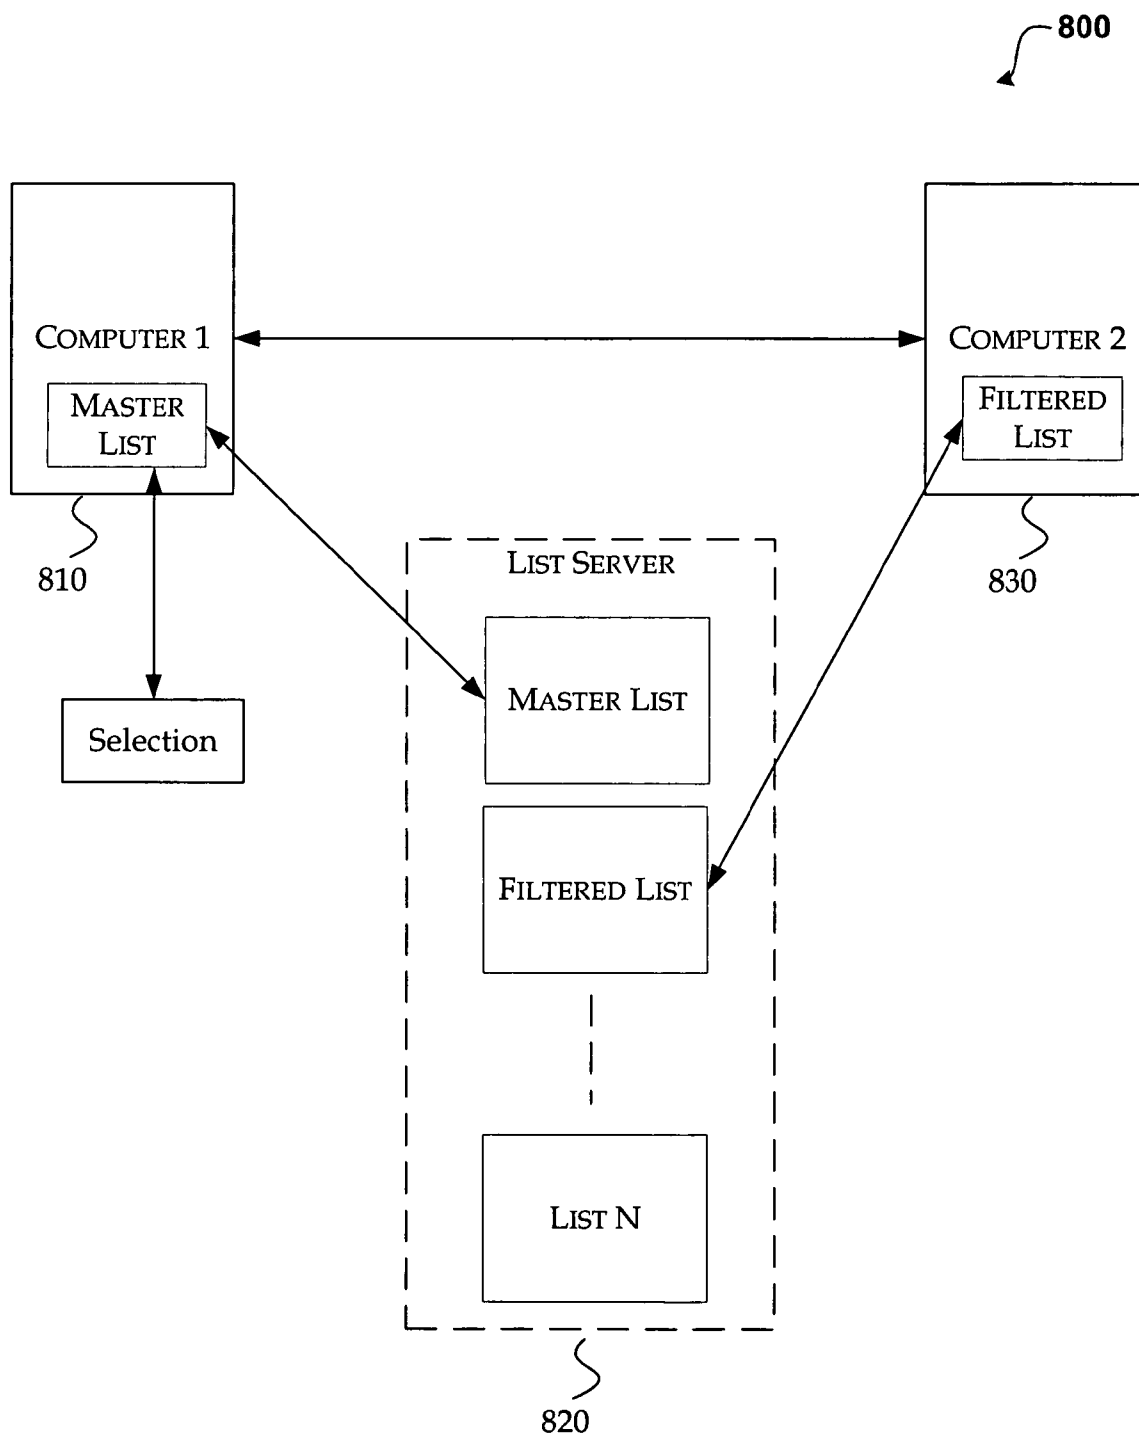 800
COMPUTER 1
MASTER
LIST
COMPUTER 2
FILTERED
LIST
810
830
LIST SERVER
MASTER LIST
Selection
FILTERED LIST
LIST N
820